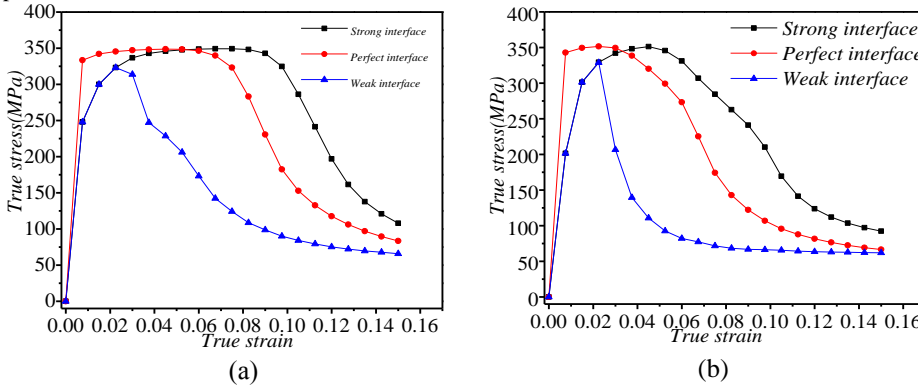 400
350
300
250
200
150
100
50
0
True stress(MPa)
Strong interface
Perfect interface
Weak interface
0.00 0.02 0.04 0.06 0.08 0.10 0.12 0.14 0.16
True strain
(a)
400
350
300
250
200
150
100
50
0
True stress(MPa)
Strong interface
Perfect interface
Weak interface
0.00 0.02 0.04 0.06 0.08 0.10 0.12 0.14 0.16
True strain
(b)